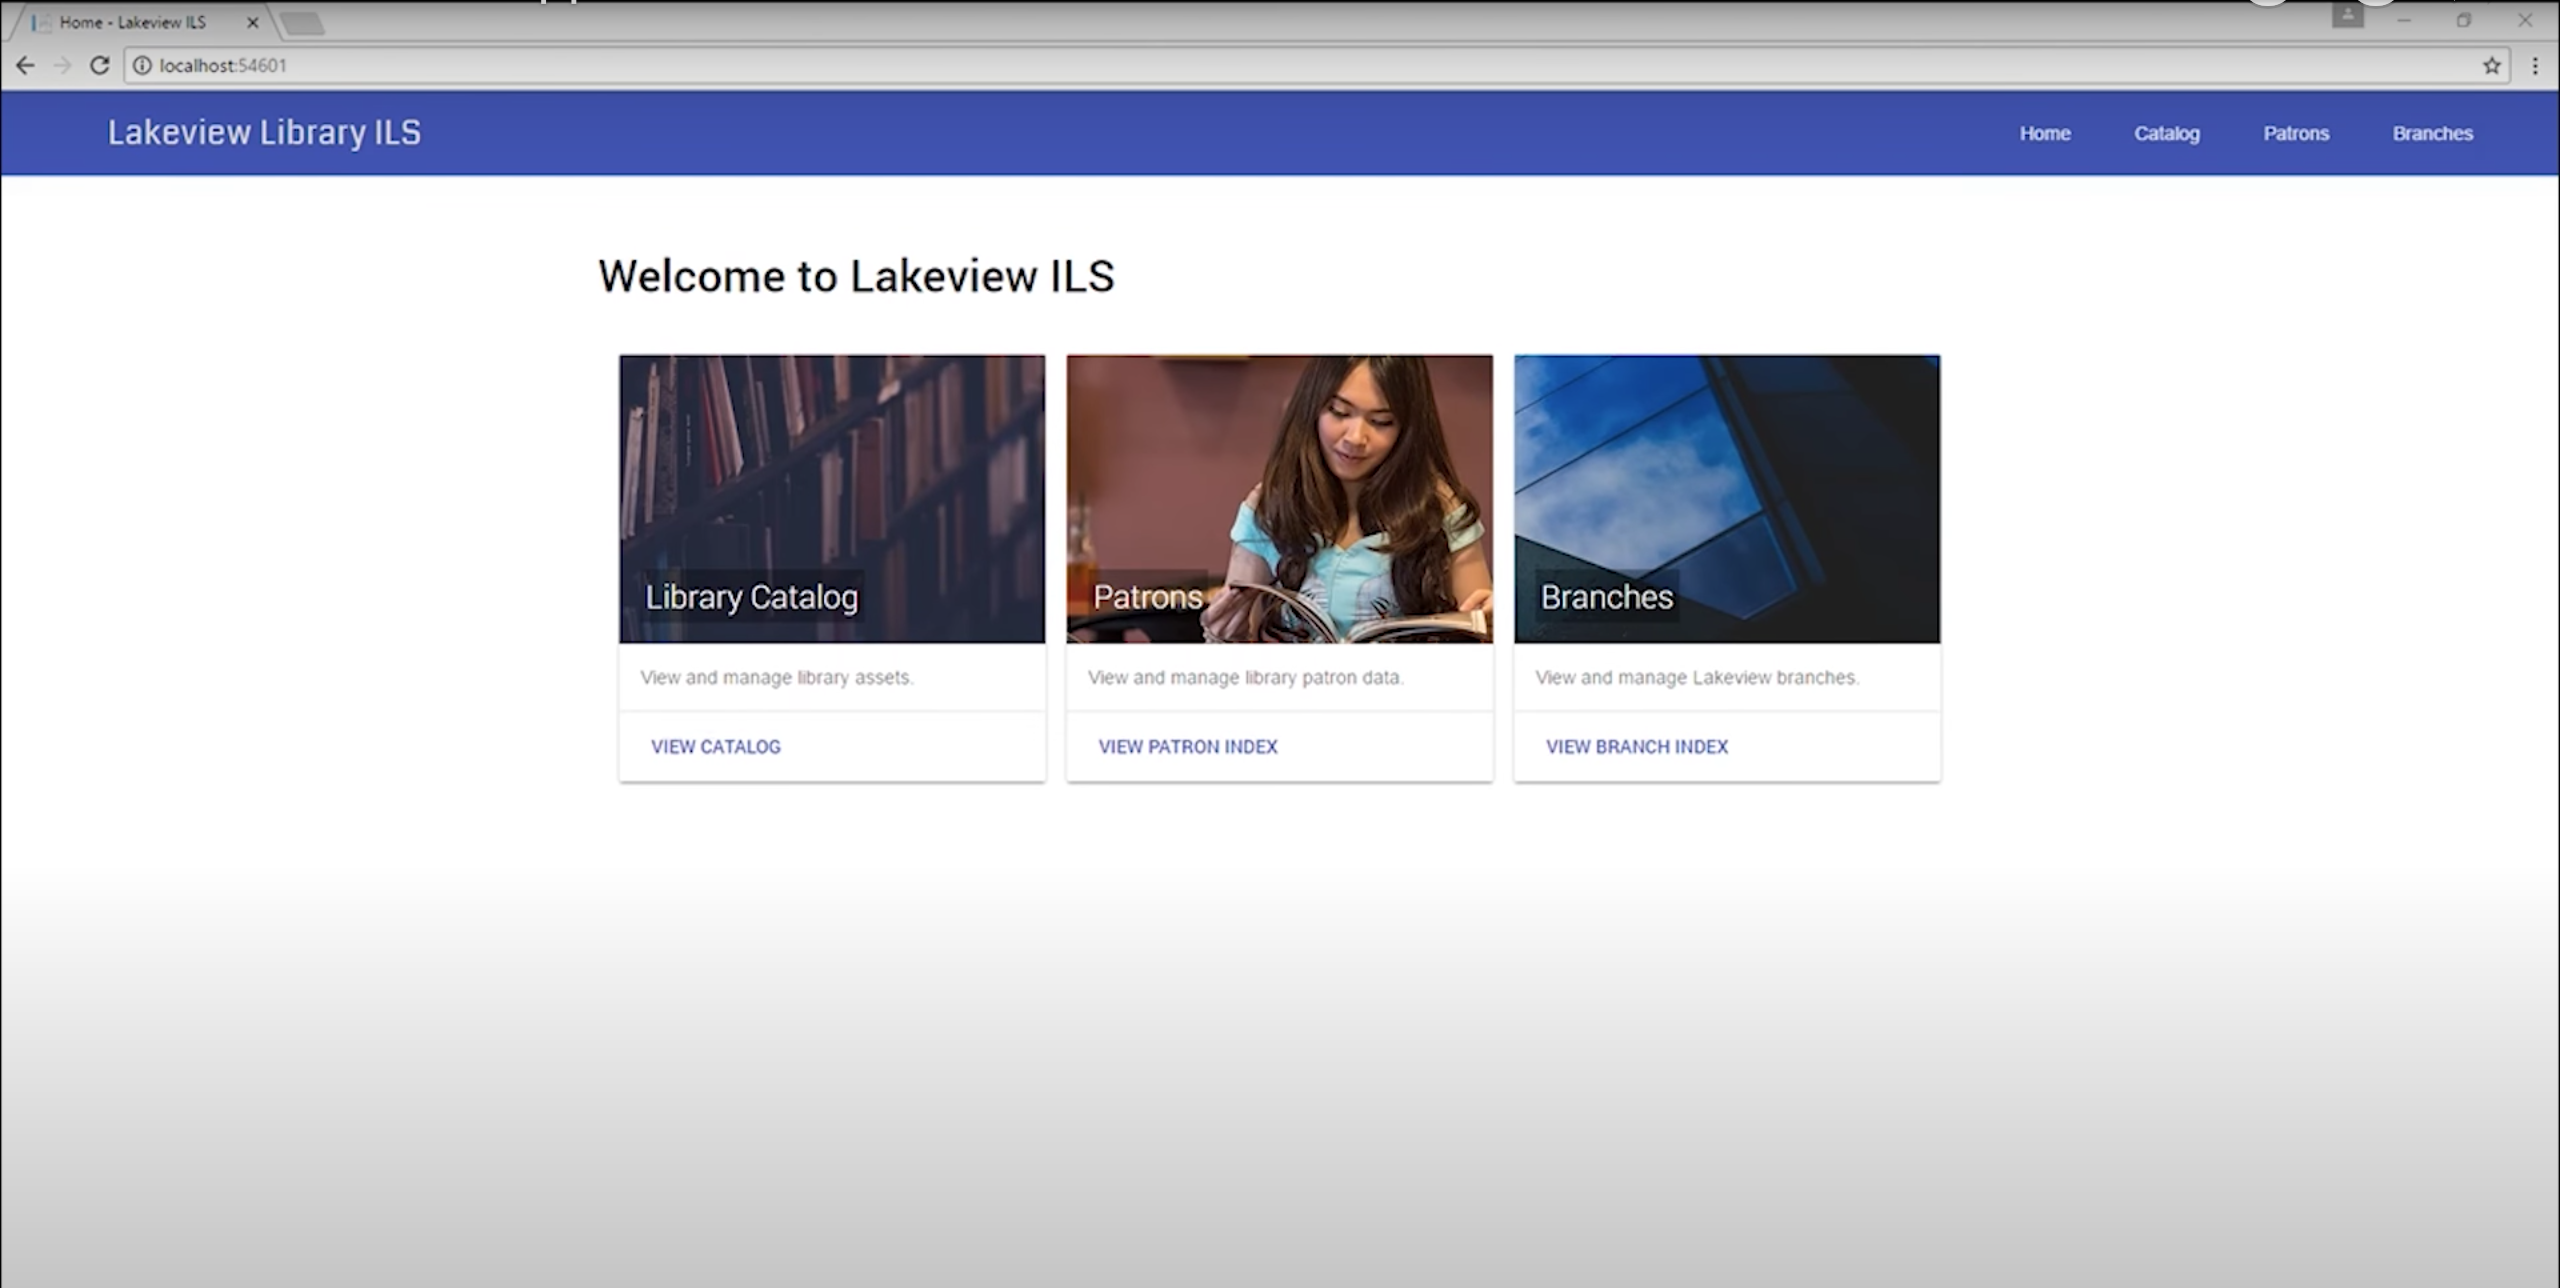 Home - Lakeview ILS
localhost:54601
Lakeview Library ILS
Home Catalog Patrons Branches
Welcome to Lakeview ILS
Library Catalog
View and manage library assets.
VIEW CATALOG
Patrons
View and manage library patron data.
VIEW PATRON INDEX
Branches
View and manage Lakeview branches.
VIEW BRANCH INDEX